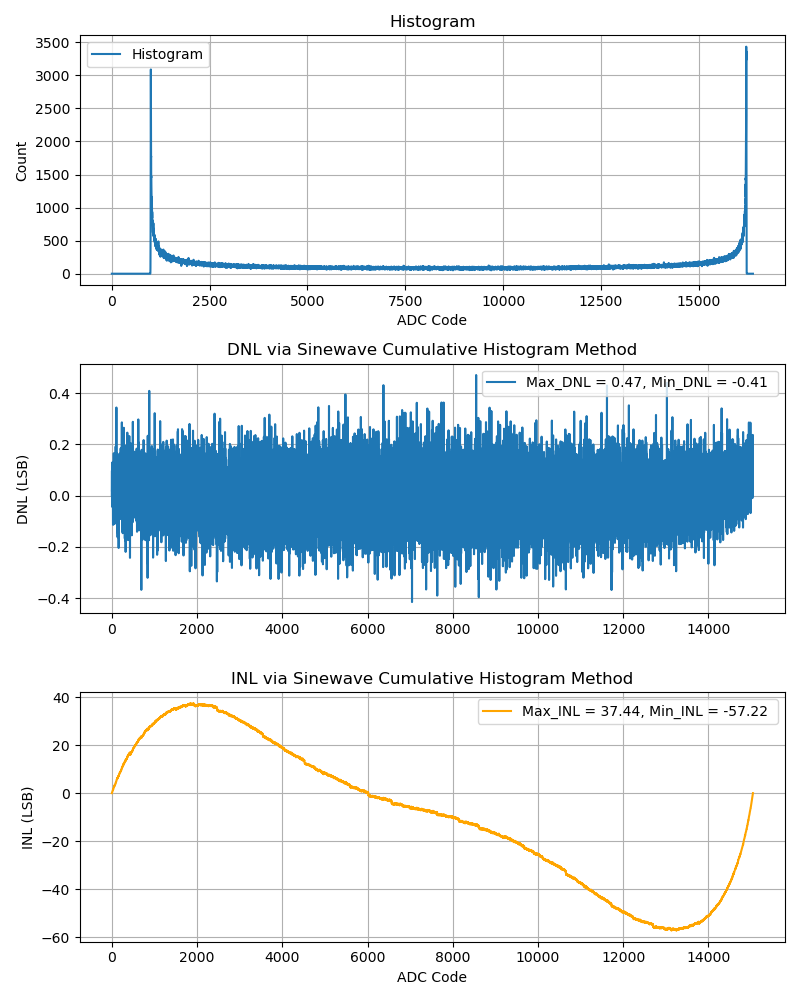 Histogram
3500
3000
2500
2000
1500
1000
500
0
Count
Histogram
0 2500 5000 7500 10000 12500 15000
ADC Code
DNL via Sinewave Cumulative Histogram Method
0.4
0.2
0.0
−0.2
−0.4
DNL (LSB)
Max_DNL = 0.47, Min_DNL = -0.41
0 2000 4000 6000 8000 10000 12000 14000
INL via Sinewave Cumulative Histogram Method
40
20
0
−20
−40
−60
INL (LSB)
Max_INL = 37.44, Min_INL = -57.22
0 2000 4000 6000 8000 10000 12000 14000
ADC Code